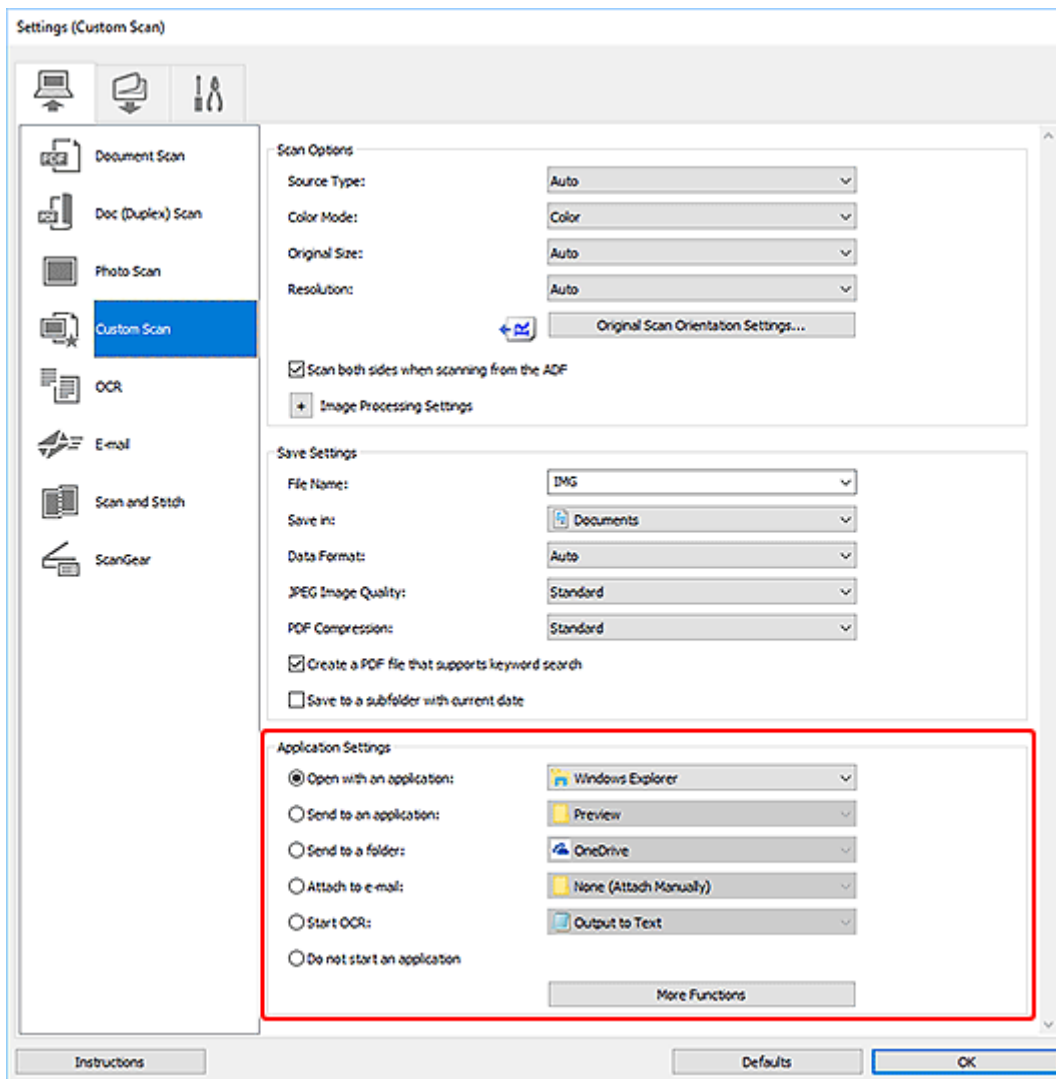 Settings (Custom Scan)
Document Scan
Doc (Duplex) Scan
Photo Scan
Custom Scan
OCR
E-mail
Scan and Stitch
ScanGear
Scan Options
Source Type: Auto
Color Mode: Color
Original Size: Auto
Resolution: Auto
Original Scan Orientation Settings...
Scan both sides when scanning from the ADF
+ Image Processing Settings
Save Settings
File Name: IMG
Save in: Documents
Data Format: Auto
JPEG Image Quality: Standard
PDF Compression: Standard
Create a PDF file that supports keyword search
Save to a subfolder with current date
Application Settings
Open with an application: Windows Explorer
Send to an application: Preview
Send to a folder: OneDrive
Attach to e-mail: None (Attach Manually)
Start OCR: Output to Text
Do not start an application
More Functions
Instructions Defaults OK